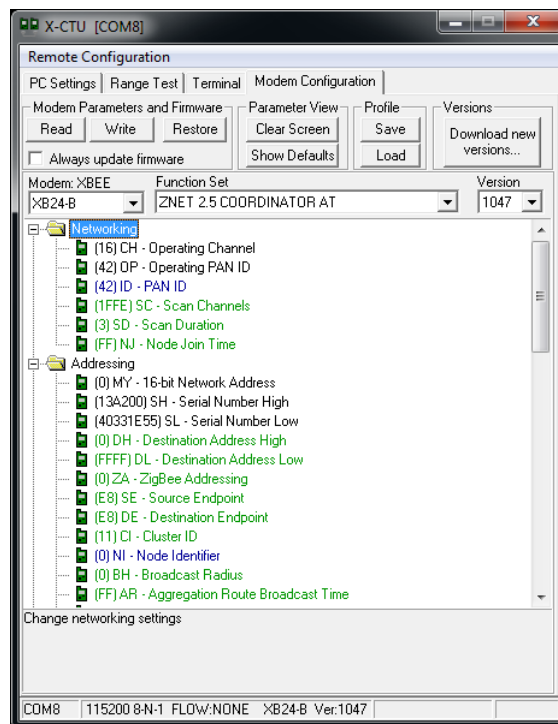 X-CTU [COM8]
Remote Configuration
PC Settings Range Test Terminal Modem Configuration
Modem Parameters and Firmware Parameter View Profile Versions
Read Write Restore Clear Screen Save Download new versions...
Always update firmware Show Defaults Load
Modem: XBEE Function Set Version
XB24-B ZNET 2.5 COORDINATOR AT 1047
Networking
(16) CH - Operating Channel
(42) OP - Operating PAN ID
(42) ID - PAN ID
(1FFE) SC - Scan Channels
(3) SD - Scan Duration
(FF) NJ - Node Join Time
Addressing
(0) MY - 16-bit Network Address
(13A200) SH - Serial Number High
(40331E55) SL - Serial Number Low
(0) DH - Destination Address High
(FFFF) DL - Destination Address Low
(0) ZA - ZigBee Addressing
(E8) SE - Source Endpoint
(E8) DE - Destination Endpoint
(11) CI - Cluster ID
(0) NI - Node Identifier
(0) BH - Broadcast Radius
(FF) AR - Aggregation Route Broadcast Time
Change networking settings
COM8 115200 8-N-1 FLOW:NONE XB24-B Ver:1047